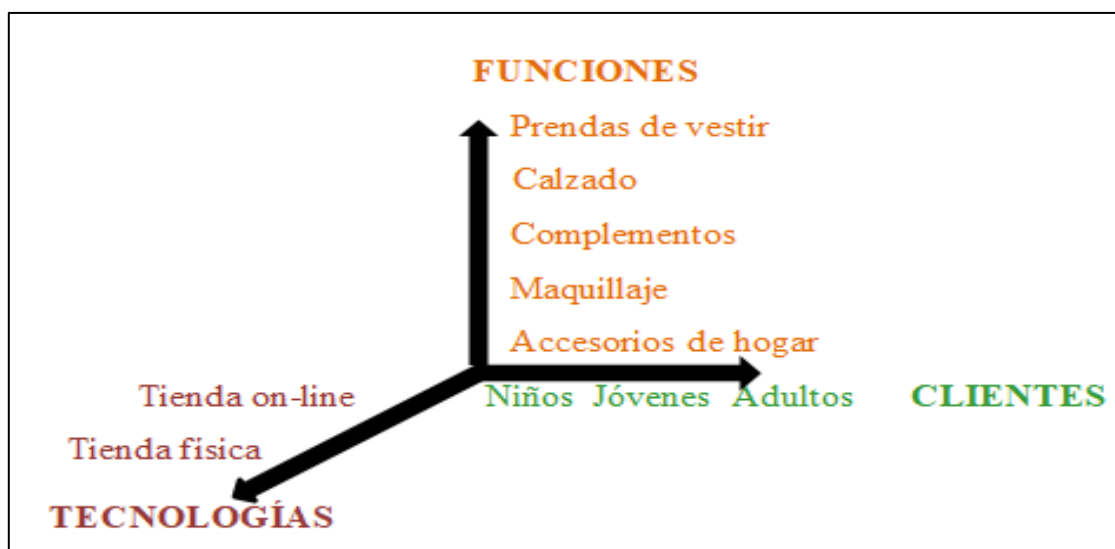 FUNCIONES
Prendas de vestir
Calzado
Complementos
Maquillaje
Accesorios de hogar
Tienda on-line
Niños Jóvenes Adultos CLIENTES
Tienda física
TECNOLOGÍAS